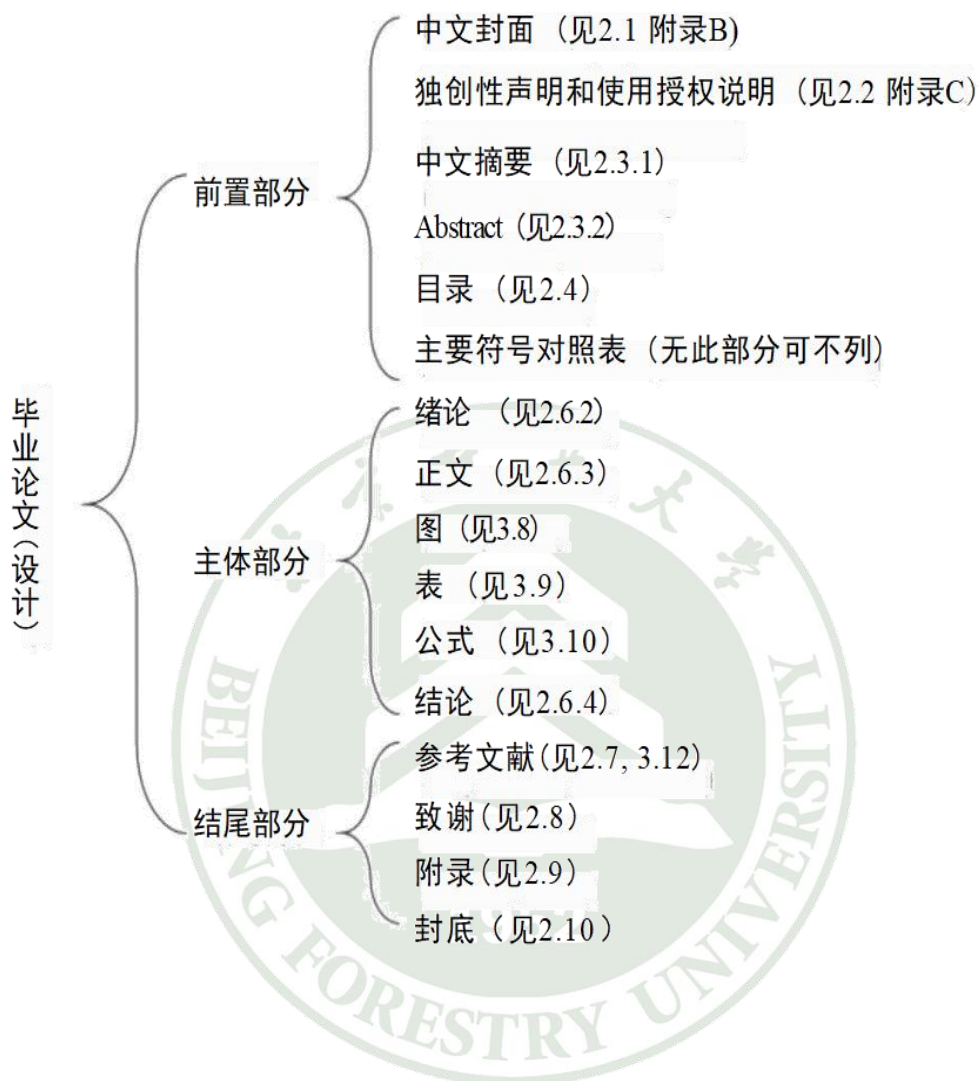 中文封面（见2.1 附录B)
独创性声明和使用授权说明（见2.2 附录C）
中文摘要（见2.3.1）
前置部分
Abstract（见2.3.2）
目录（见2.4）
主要符号对照表（无此部分可不列）
毕业论文（设计）
绪论（见2.6.2）
正文（见2.6.3）
图（见3.8）
主体部分
表（见3.9）
公式（见3.10）
结论（见2.6.4）
参考文献（见2.7, 3.12）
结尾部分
致谢（见2.8）
附录（见2.9）
封底（见2.10）
北京林业大学
BEIJING FORESTRY UNIVERSITY